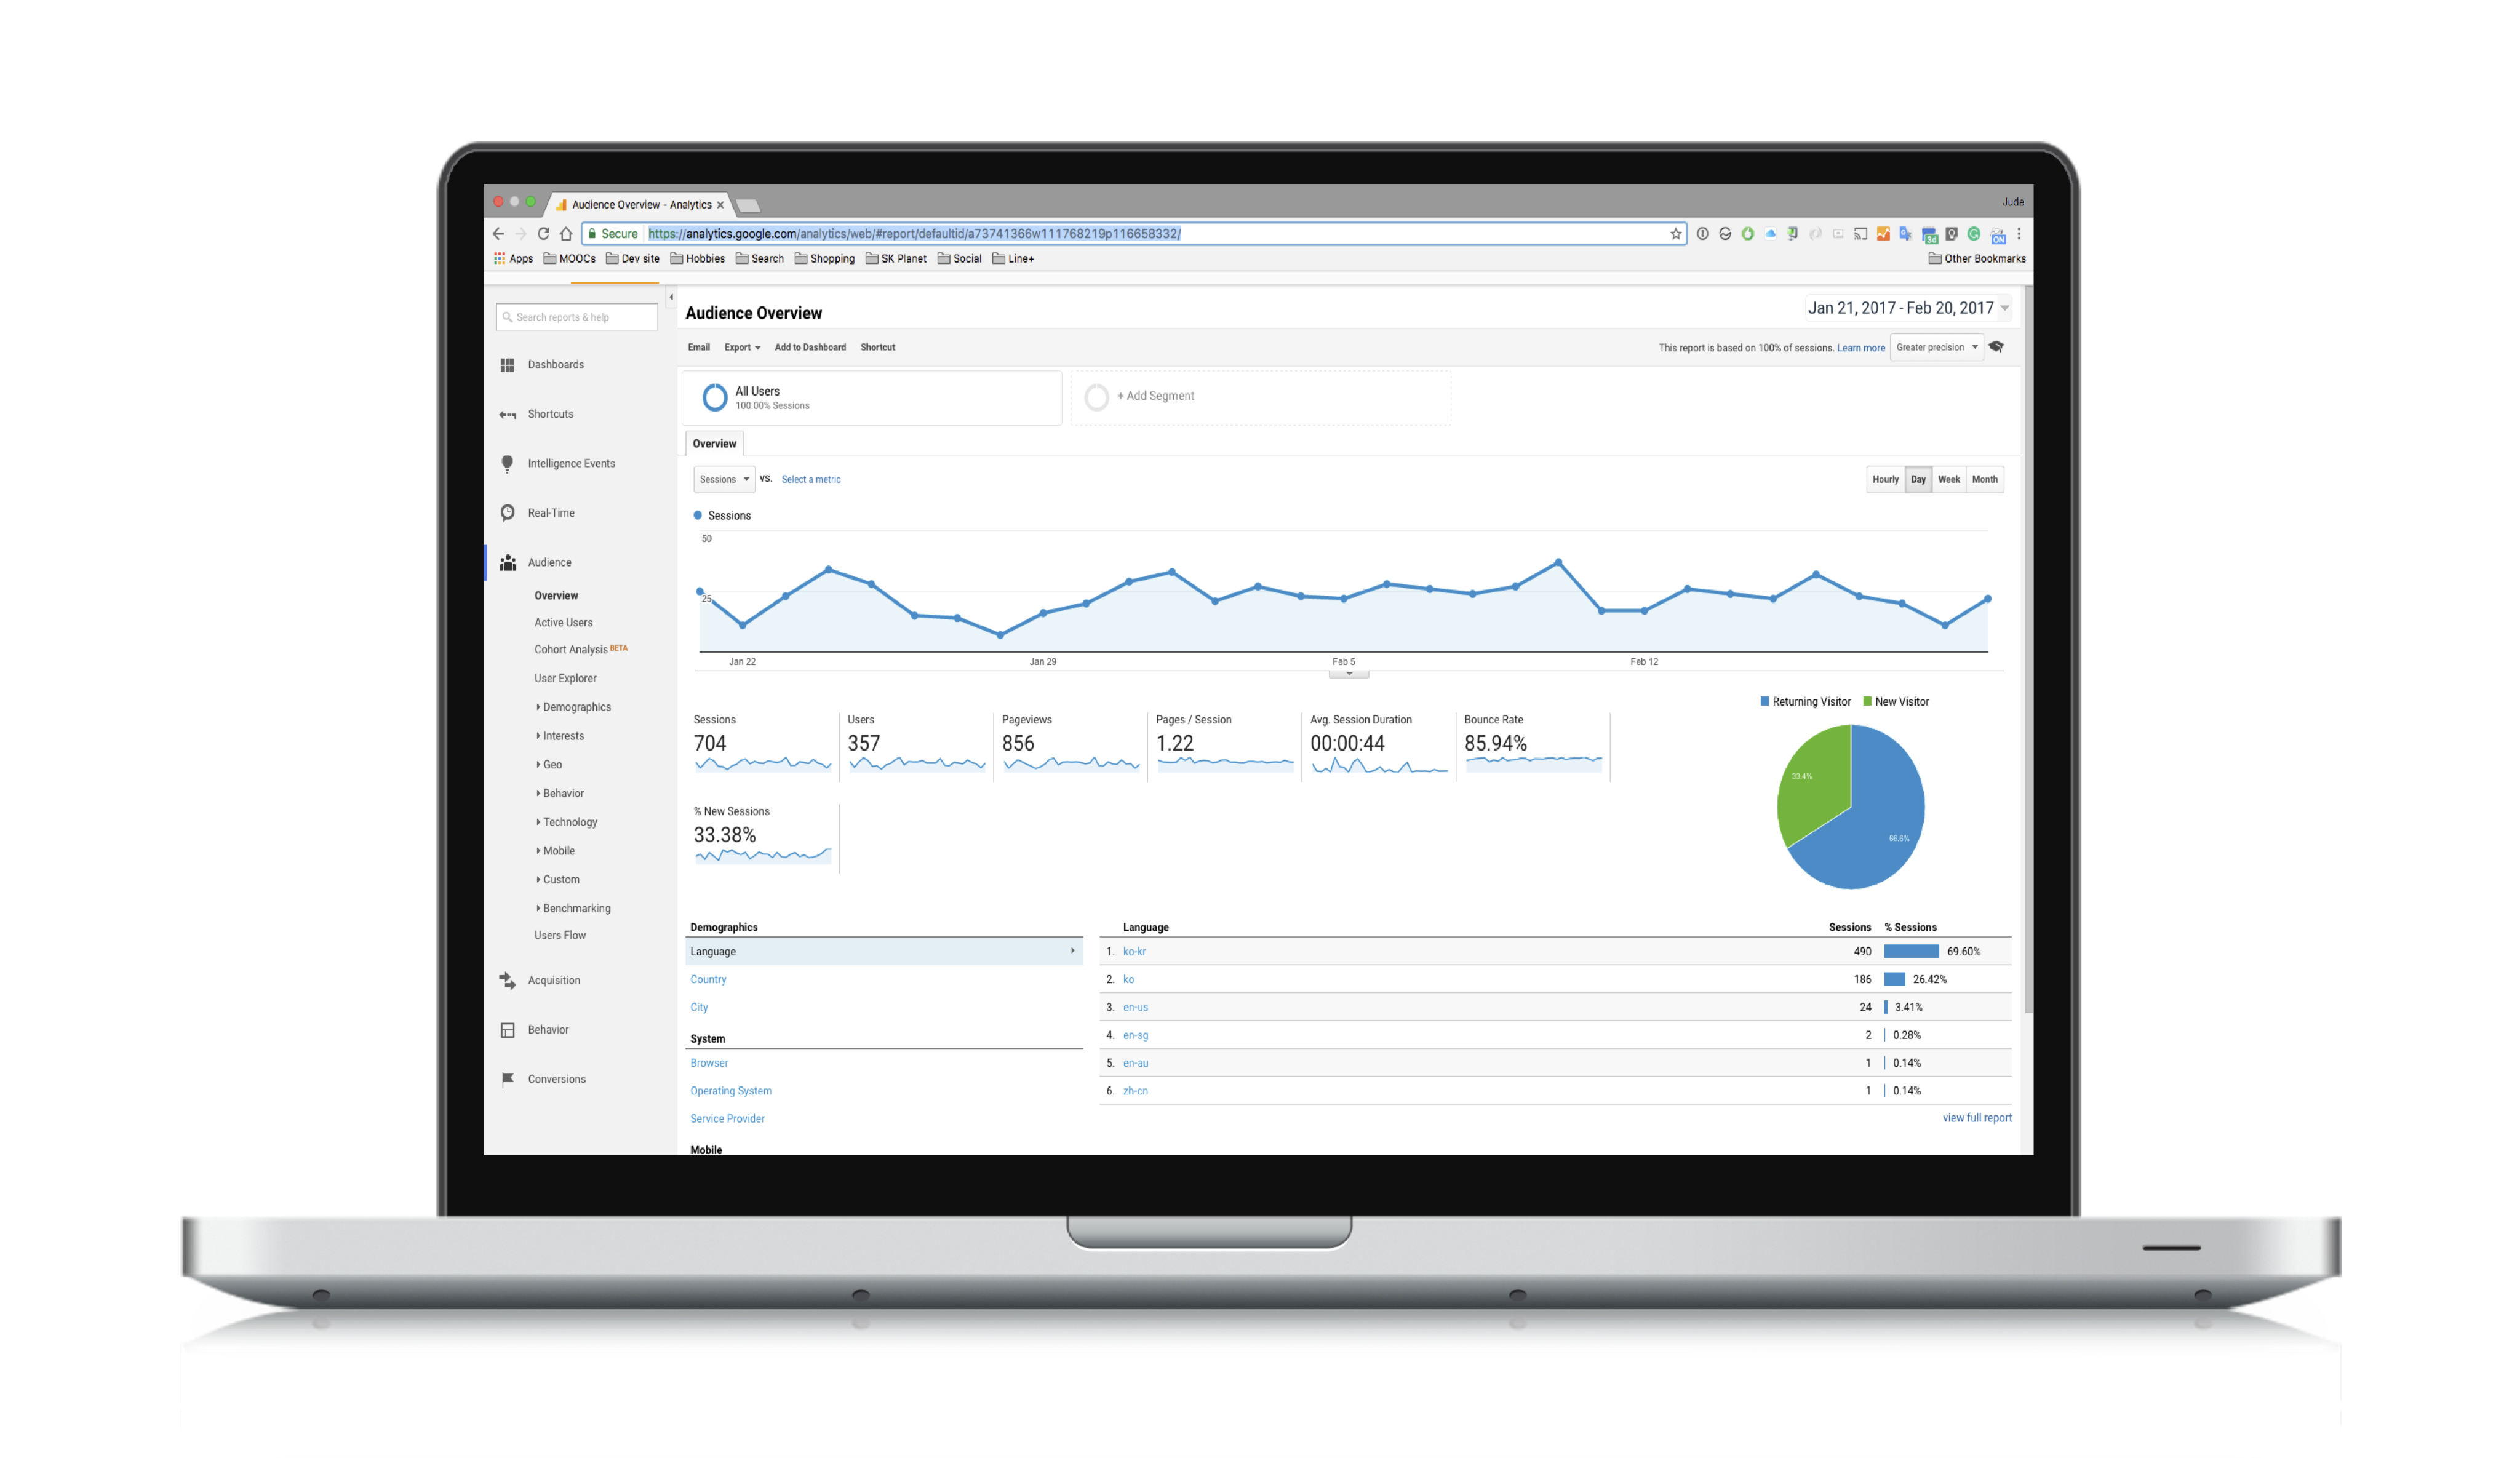 Audience Overview - Analytics
Jude
Secure https://analytics.google.com/analytics/web/#report/defaultid/a73741366w111768219p116658332/
Apps MOOCs Dev site Hobbies Search Shopping SK Planet Social Line+ Other Bookmarks
Search reports & help
Dashboards
Shortcuts
Intelligence Events
Real-Time
Audience
Overview
Active Users
Cohort Analysis BETA
User Explorer
Demographics
Interests
Geo
Behavior
Technology
Mobile
Custom
Benchmarking
Users Flow
Acquisition
Behavior
Conversions
Audience Overview
Jan 21, 2017 - Feb 20, 2017
Email Export Add to Dashboard Shortcut
This report is based on 100% of sessions. Learn more Greater precision
All Users
100.00% Sessions
+ Add Segment
Overview
Sessions VS. Select a metric
Hourly Day Week Month
Sessions
50
25
Jan 22 Jan 29 Feb 5 Feb 12
Returning Visitor New Visitor
33.4%
66.6%
Sessions Users Pageviews Pages / Session Avg. Session Duration Bounce Rate
704 357 856 1.22 00:00:44 85.94%
% New Sessions
33.38%
Demographics
Language
Country
City
System
Browser
Operating System
Service Provider
Mobile
Language Sessions % Sessions
1. ko-kr 490 69.60%
2. ko 186 26.42%
3. en-us 24 3.41%
4. en-sg 2 0.28%
5. en-au 1 0.14%
6. zh-cn 1 0.14%
view full report